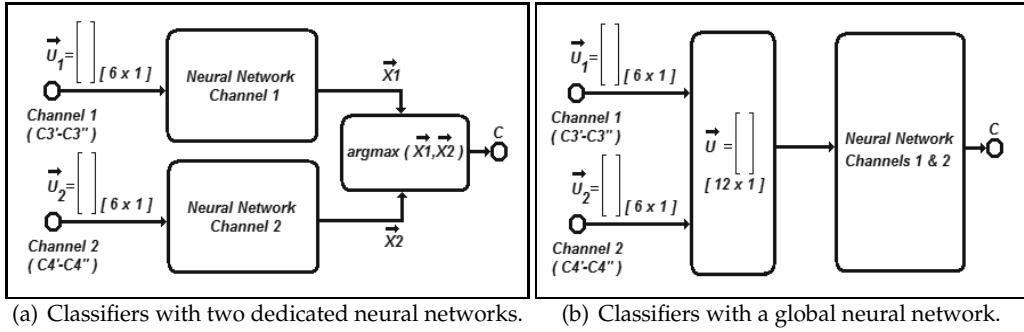 U1=
[ 6 x 1 ]
Channel 1
( C3'-C3" )
Neural Network
Channel 1
X1
U2=
[ 6 x 1 ]
Channel 2
( C4'-C4" )
Neural Network
Channel 2
X2
argmax ( X1,X2 )
C
(a) Classifiers with two dedicated neural networks.
U1=
[ 6 x 1 ]
Channel 1
( C3'-C3" )
U2=
[ 6 x 1 ]
Channel 2
( C4'-C4" )
U =
[ 12 x 1 ]
Neural Network
Channels 1 & 2
C
(b) Classifiers with a global neural network.